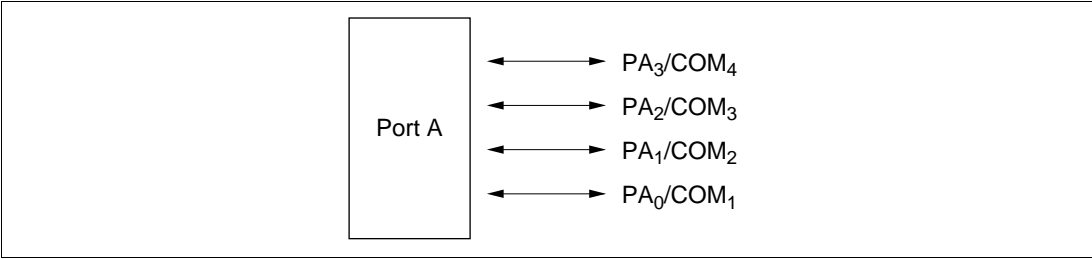 PA₃/COM₄
PA₂/COM₃
Port A
PA₁/COM₂
PA₀/COM₁